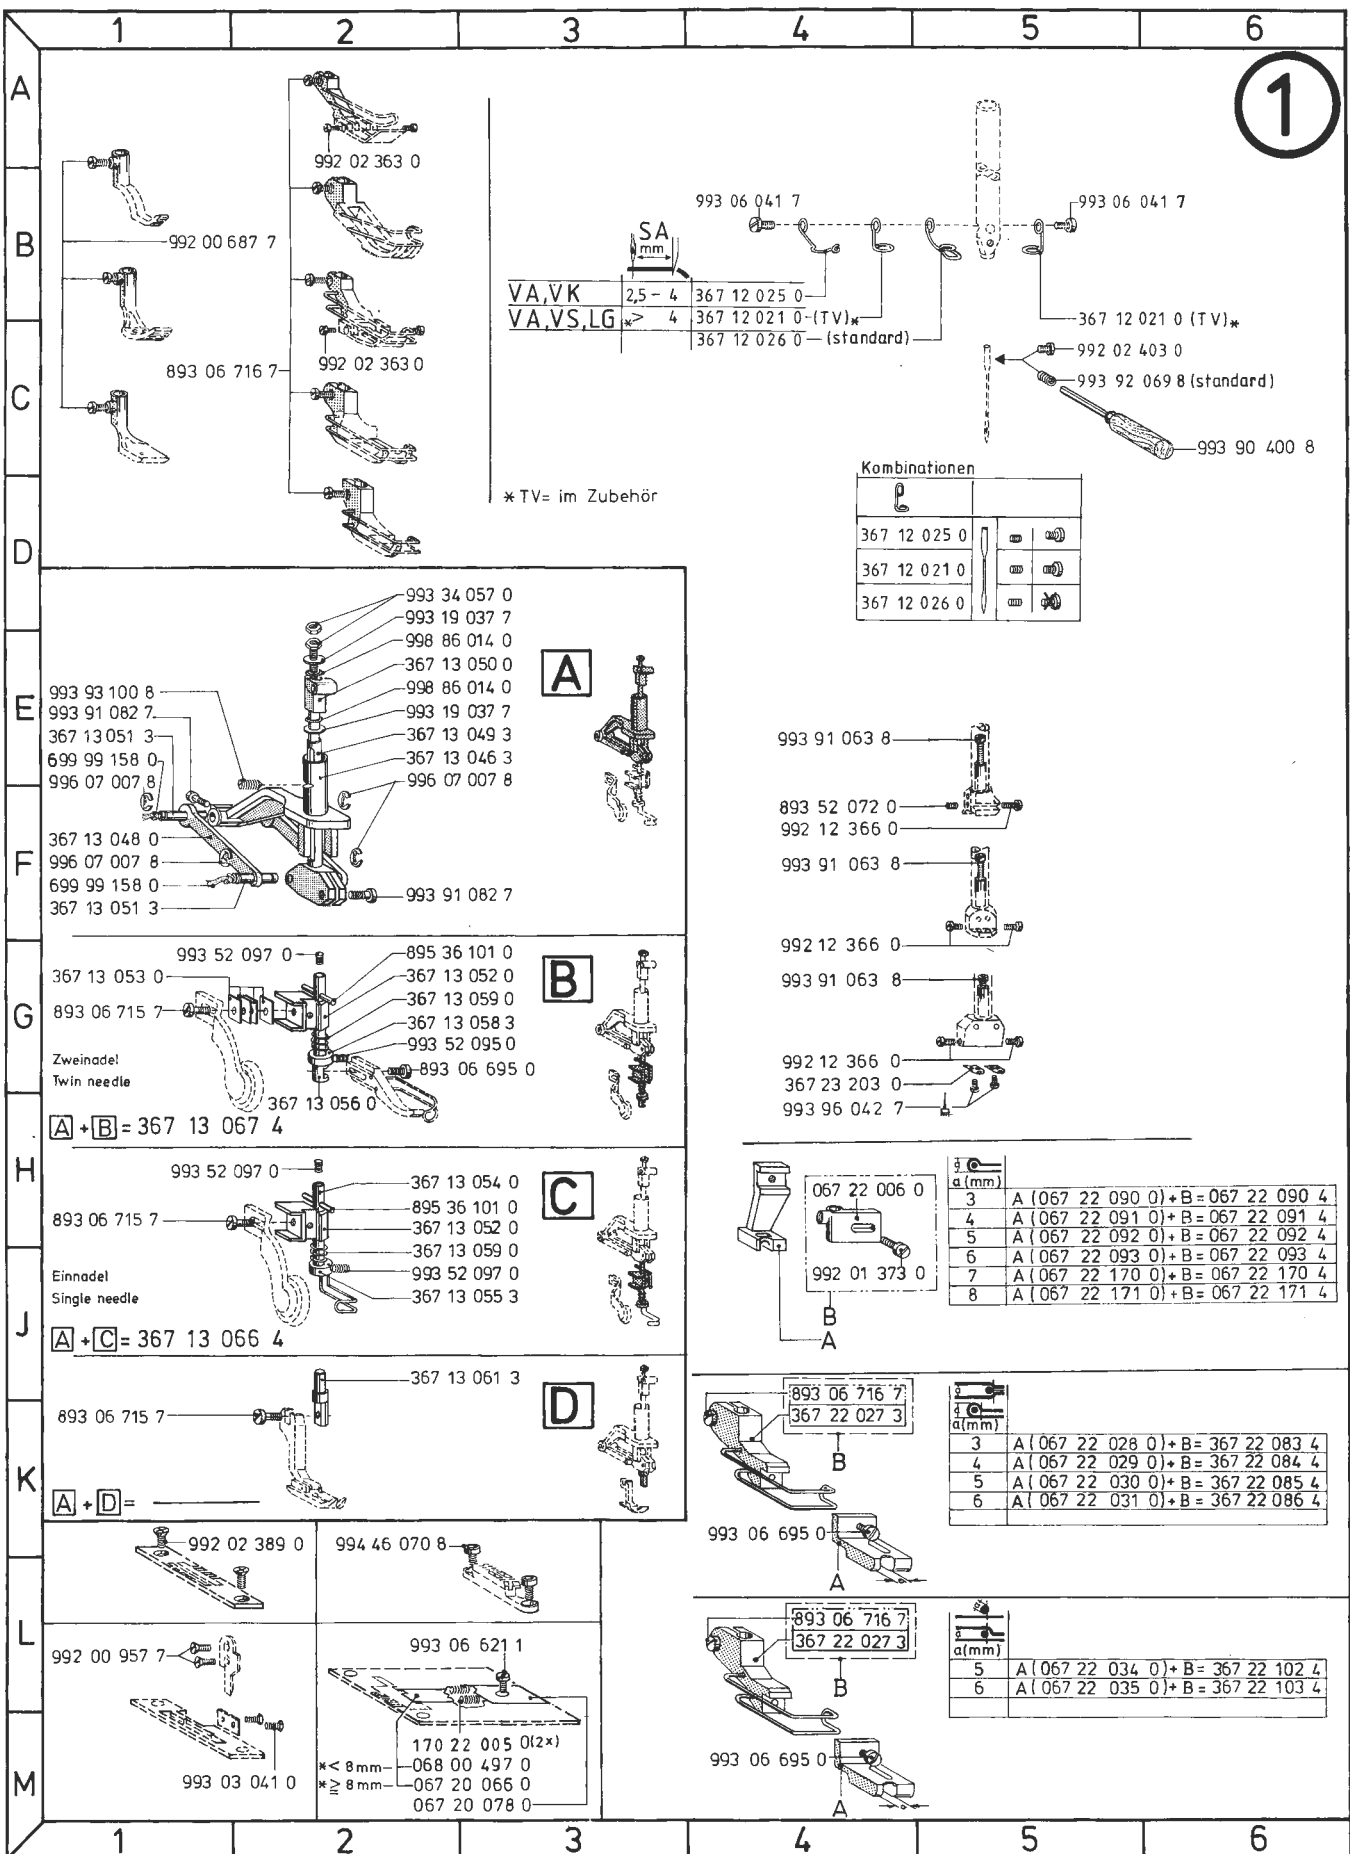 1 2 3 4 5 6
1
A
B
C
D
E
F
G
H
J
K
L
M
992 02 363 0
992 00 687 7
992 02 363 0
893 06 716 7
993 06 041 7
993 06 041 7
SA
mm
VA,VK 2,5 - 4 367 12 025 0
VA,VS,LG *> 4 367 12 021 0 (TV)*
367 12 026 0 (standard)
367 12 021 0 (TV)*
992 02 403 0
993 92 069 8 (standard)
993 90 400 8
* TV= im Zubehör
Kombinationen
367 12 025 0
367 12 021 0
367 12 026 0
A
993 34 057 0
993 19 037 7
998 86 014 0
367 13 050 0
998 86 014 0
993 19 037 7
367 13 049 3
367 13 046 3
996 07 007 8
993 93 100 8
993 91 082 7
367 13 051 3
699 99 158 0
996 07 007 8
367 13 048 0
996 07 007 8
699 99 158 0
367 13 051 3
993 91 082 7
993 91 063 8
893 52 072 0
992 12 366 0
993 91 063 8
992 12 366 0
993 91 063 8
992 12 366 0
367 23 203 0
993 96 042 7
B
993 52 097 0
367 13 053 0
893 06 715 7
895 36 101 0
367 13 052 0
367 13 059 0
367 13 058 3
993 52 095 0
893 06 695 0
367 13 056 0
Zweinadel
Twin needle
A + B = 367 13 067 4
C
993 52 097 0
893 06 715 7
367 13 054 0
895 36 101 0
367 13 052 0
367 13 059 0
993 52 097 0
367 13 055 3
Einnadel
Single needle
A + C = 367 13 066 4
D
367 13 061 3
893 06 715 7
A + D =
067 22 006 0
992 01 373 0
B
A
a (mm)
3 A (067 22 090 0) + B = 067 22 090 4
4 A (067 22 091 0) + B = 067 22 091 4
5 A (067 22 092 0) + B = 067 22 092 4
6 A (067 22 093 0) + B = 067 22 093 4
7 A (067 22 170 0) + B = 067 22 170 4
8 A (067 22 171 0) + B = 067 22 171 4
893 06 716 7
367 22 027 3
B
993 06 695 0
A
a(mm)
3 A (067 22 028 0) + B = 367 22 083 4
4 A (067 22 029 0) + B = 367 22 084 4
5 A (067 22 030 0) + B = 367 22 085 4
6 A (067 22 031 0) + B = 367 22 086 4
893 06 716 7
367 22 027 3
B
993 06 695 0
A
a(mm)
5 A (067 22 034 0) + B = 367 22 102 4
6 A (067 22 035 0) + B = 367 22 103 4
992 02 389 0
994 46 070 8
992 00 957 7
993 03 041 0
993 06 621 1
170 22 005 0(2x)
* < 8mm 068 00 497 0
* ≥ 8mm 067 20 066 0
067 20 078 0
1 2 3 4 5 6